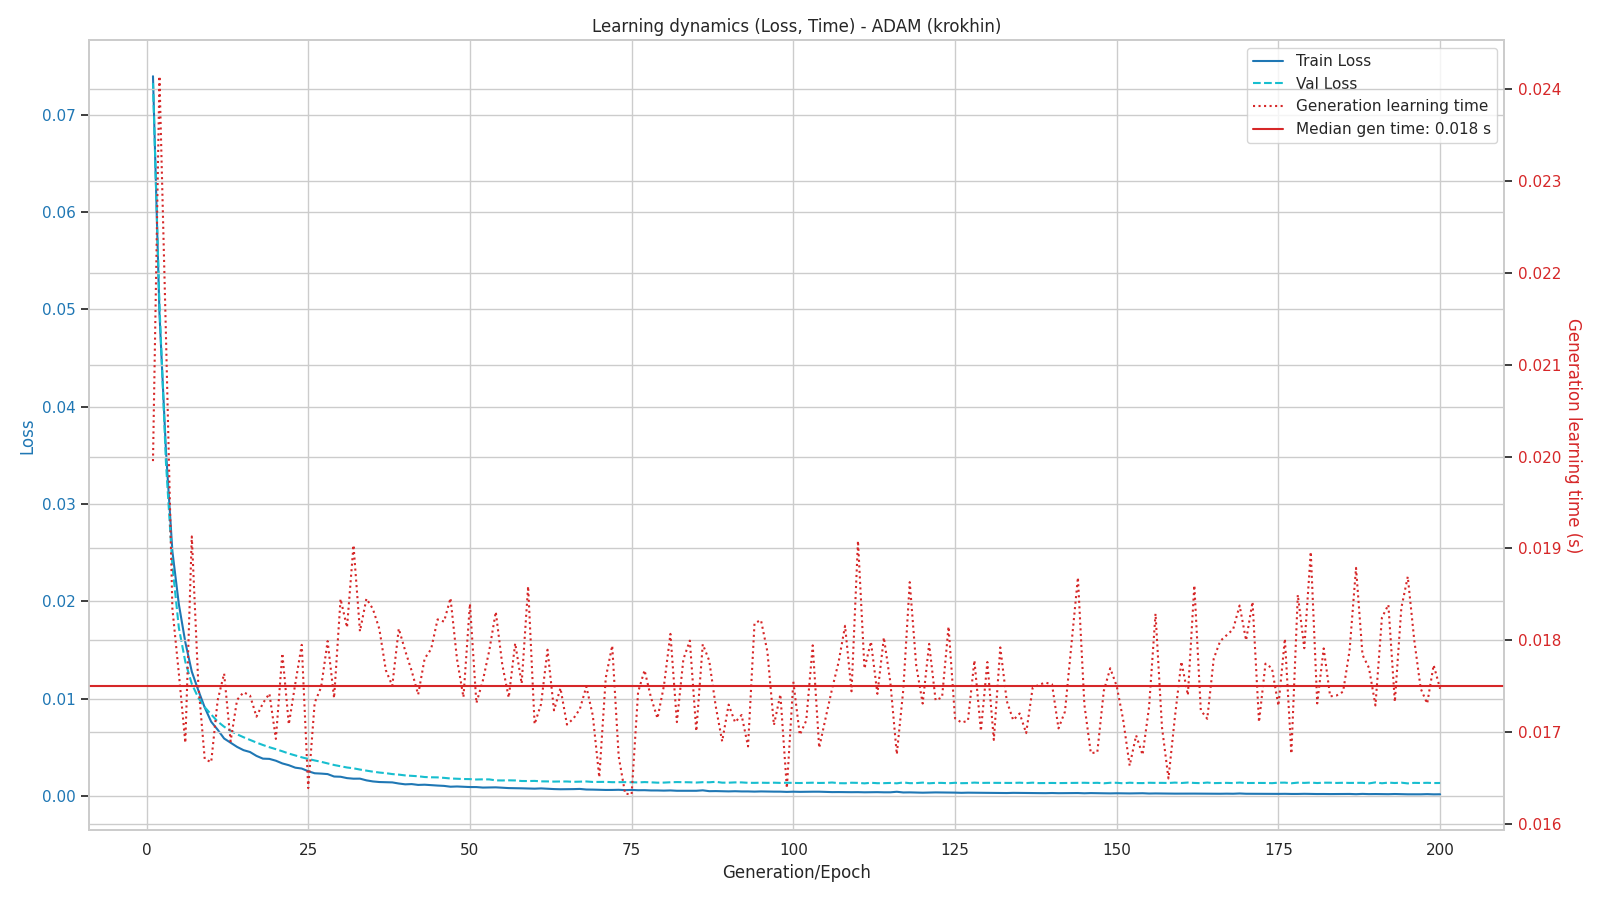 Learning dynamics (Loss, Time) - ADAM (krokhin)
Train Loss
Val Loss
Generation learning time
Median gen time: 0.018 s
0.07
0.06
0.05
0.04
0.03
0.02
0.01
0.00
Loss
0.024
0.023
0.022
0.021
0.020
0.019
0.018
0.017
0.016
Generation learning time (s)
0 25 50 75 100 125 150 175 200
Generation/Epoch